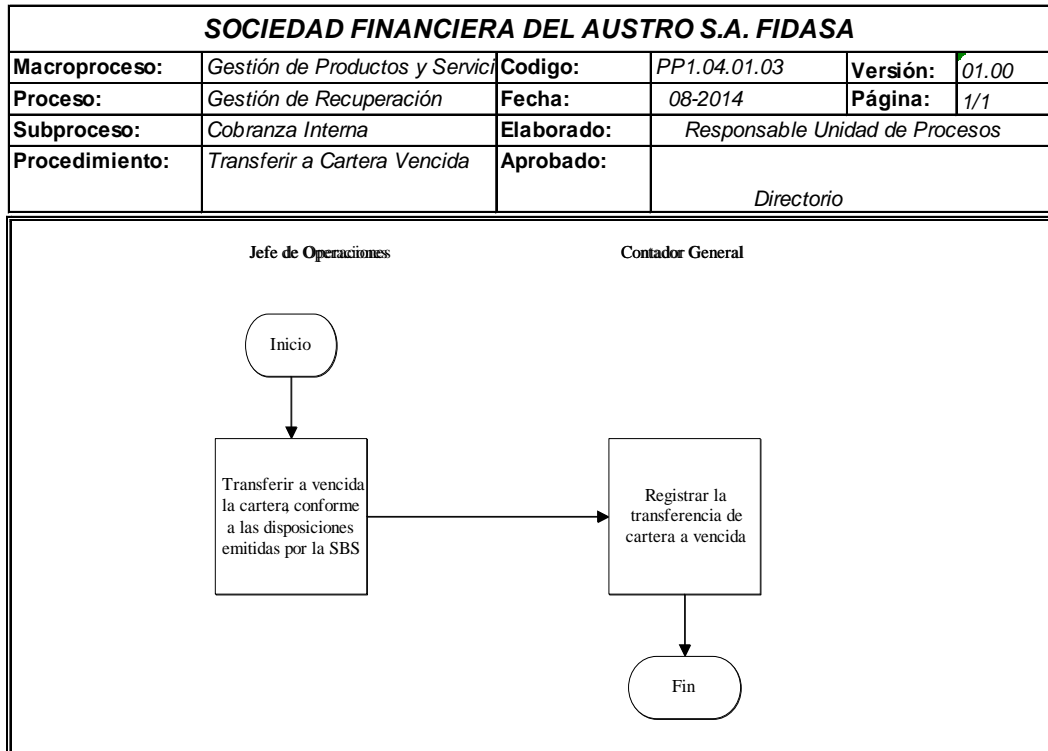 SOCIEDAD FINANCIERA DEL AUSTRO S.A. FIDASA
Macroproceso: Gestión de Productos y Servici Codigo: PP1.04.01.03 Versión: 01.00
Proceso: Gestión de Recuperación Fecha: 08-2014 Página: 1/1
Subproceso: Cobranza Interna Elaborado: Responsable Unidad de Procesos
Procedimiento: Transferir a Cartera Vencida Aprobado:
Directorio
Jefe de Operaciones Contador General
Inicio
Transferir a vencida
la cartera, conforme
a las disposiciones
emitidas por la SBS
Registrar la
transferencia de
cartera a vencida
Fin